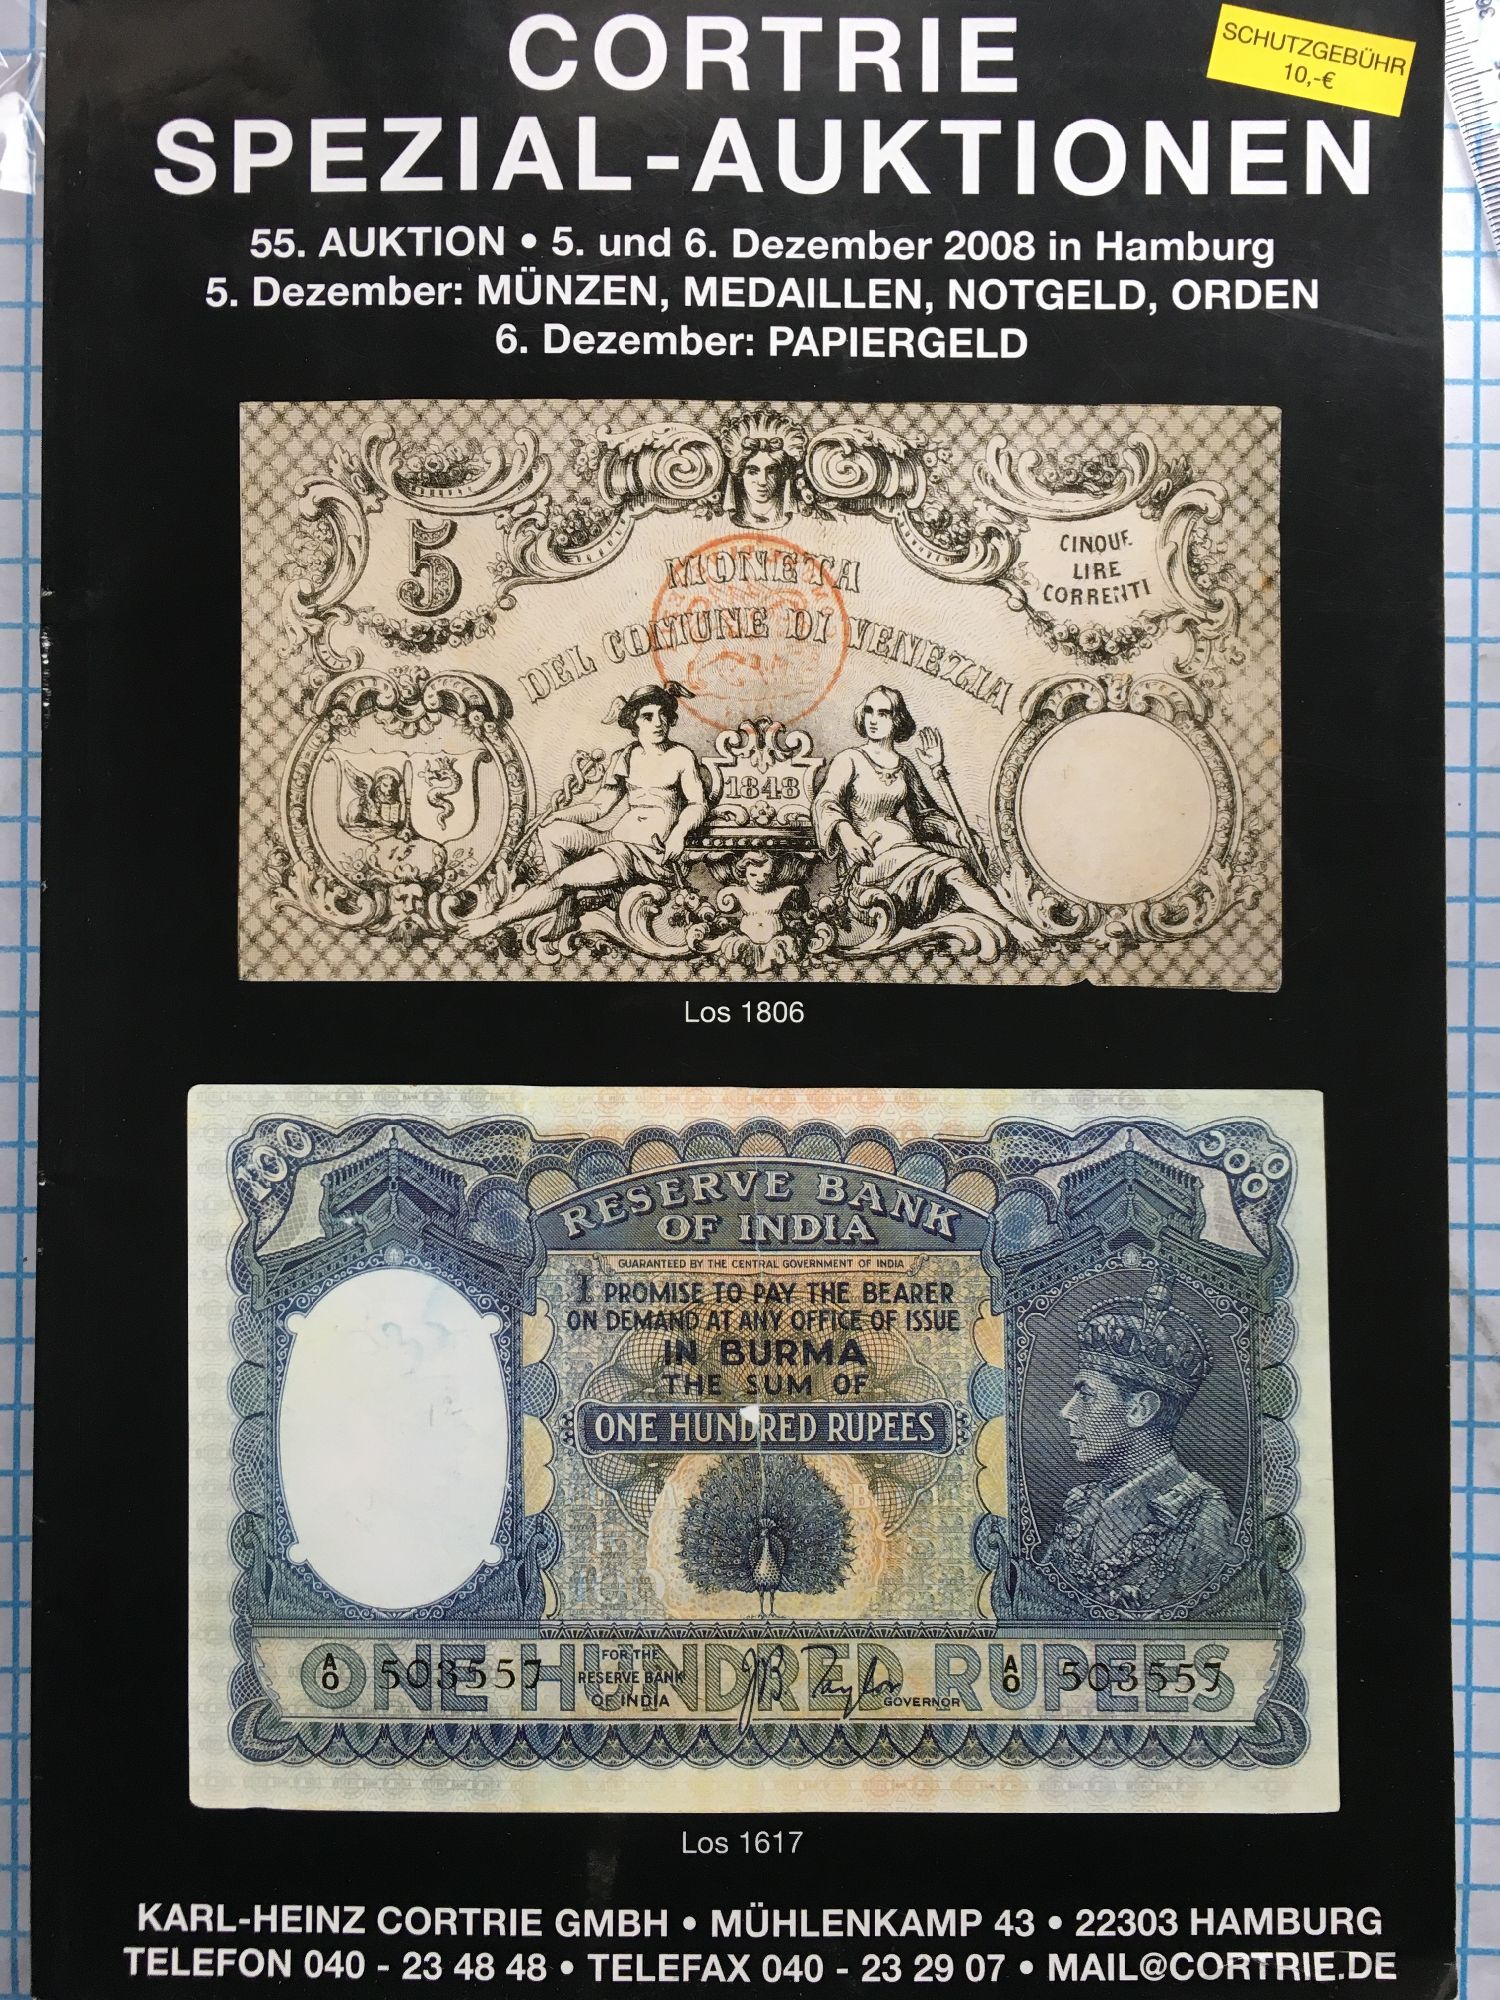 CORTRIE
SPEZIAL-AUKTIONEN
SCHUTZGEBÜHR
10,-€
55. AUKTION • 5. und 6. Dezember 2008 in Hamburg
5. Dezember: MÜNZEN, MEDAILLEN, NOTGELD, ORDEN
6. Dezember: PAPIERGELD
5
CINQUE
LIRE
CORRENTI
MONETA
DEL COMUNE DI VENEZIA
1848
Los 1806
100
100
RESERVE BANK
OF INDIA
GUARANTEED BY THE CENTRAL GOVERNMENT OF INDIA
I PROMISE TO PAY THE BEARER
ON DEMAND AT ANY OFFICE OF ISSUE
IN BURMA
THE SUM OF
ONE HUNDRED RUPEES
ONE HUNDRED RUPEES
A/0 503557
FOR THE
RESERVE BANK
OF INDIA
JB Taylor
GOVERNOR
A/0 503557
Los 1617
KARL-HEINZ CORTRIE GMBH • MÜHLENKAMP 43 • 22303 HAMBURG
TELEFON 040 - 23 48 48 • TELEFAX 040 - 23 29 07 • MAIL@CORTRIE.DE